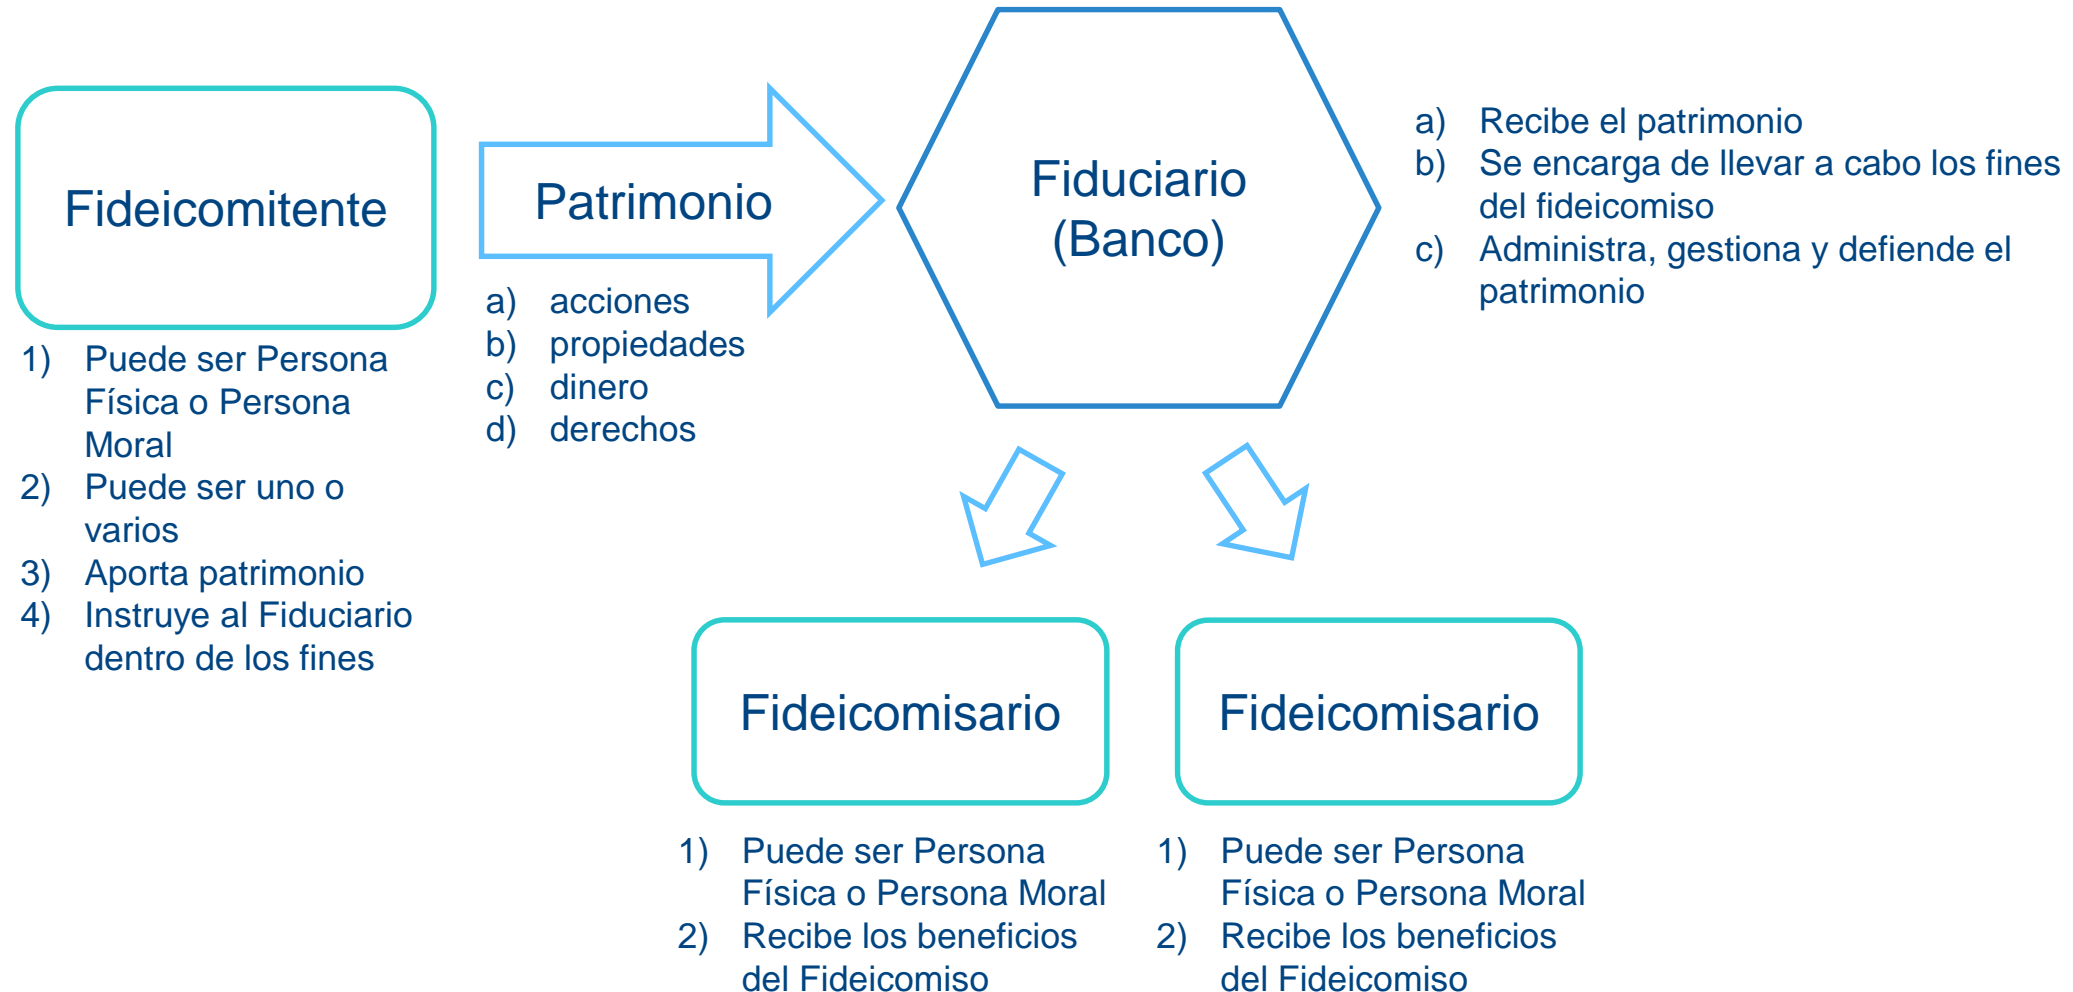 Fideicomitente
1) Puede ser Persona
Física o Persona
Moral
2) Puede ser uno o
varios
3) Aporta patrimonio
4) Instruye al Fiduciario
dentro de los fines
Patrimonio
a) acciones
b) propiedades
c) dinero
d) derechos
Fiduciario
(Banco)
a) Recibe el patrimonio
b) Se encarga de llevar a cabo los fines
del fideicomiso
c) Administra, gestiona y defiende el
patrimonio
Fideicomisario
1) Puede ser Persona
Física o Persona Moral
2) Recibe los beneficios
del Fideicomiso
Fideicomisario
1) Puede ser Persona
Física o Persona Moral
2) Recibe los beneficios
del Fideicomiso